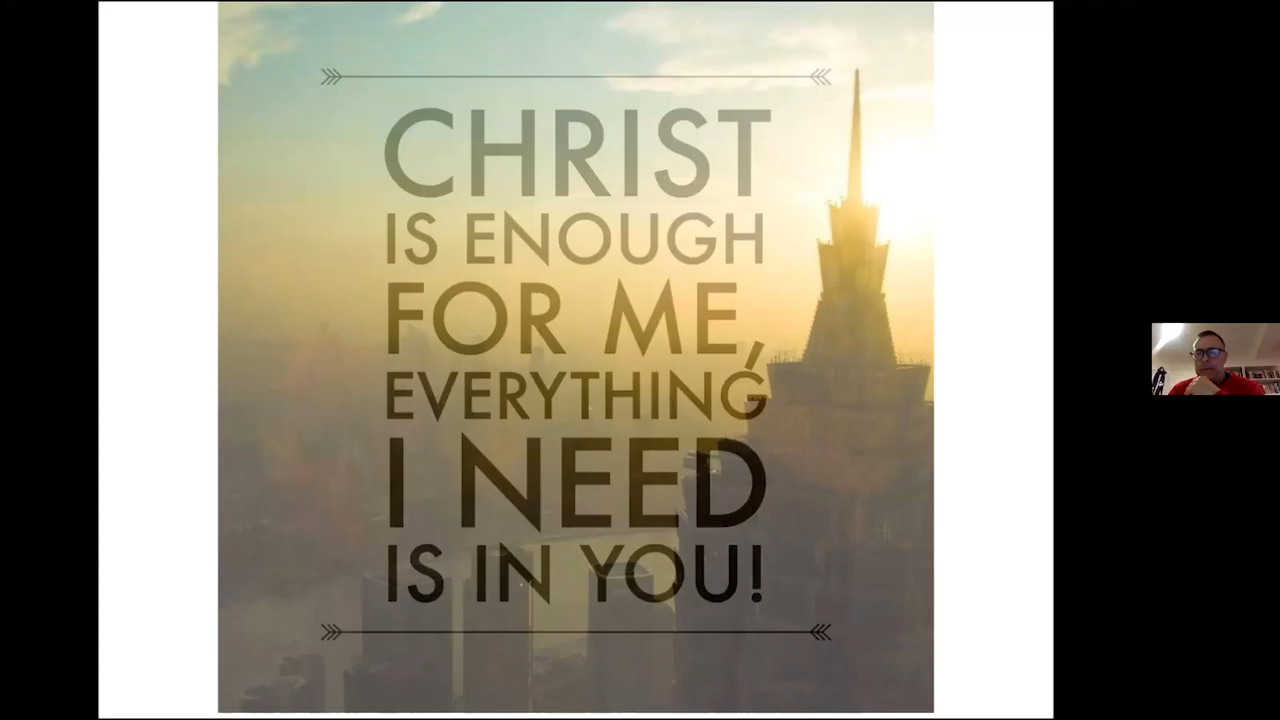 CHRIST
IS ENOUGH
FOR ME,
EVERYTHING
I NEED
IS IN YOU!